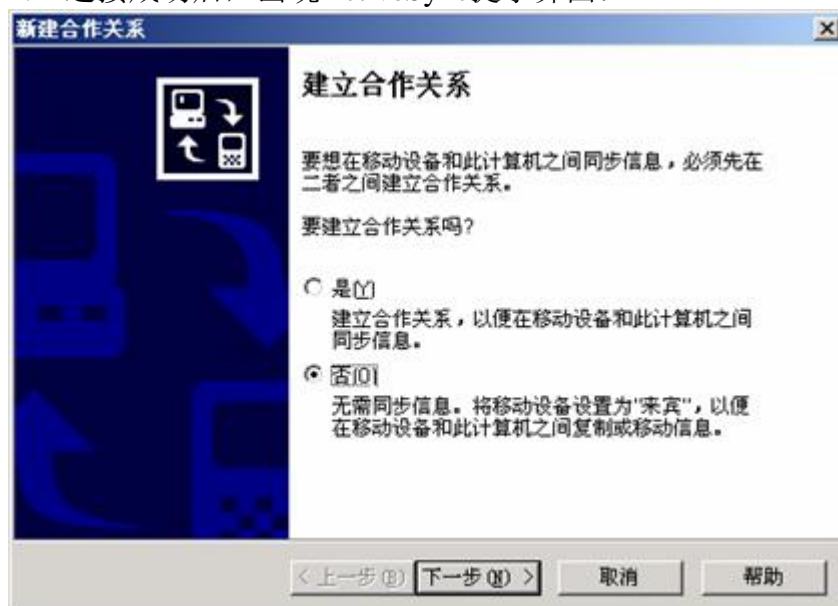 新建合作关系
建立合作关系
要想在移动设备和此计算机之间同步信息，必须先在
二者之间建立合作关系。
要建立合作关系吗?
是(Y)
建立合作关系，以便在移动设备和此计算机之间
同步信息。
否(O)
无需同步信息。将移动设备设置为"来宾"，以便
在移动设备和此计算机之间复制或移动信息。
< 上一步(B)
下一步(N) >
取消
帮助